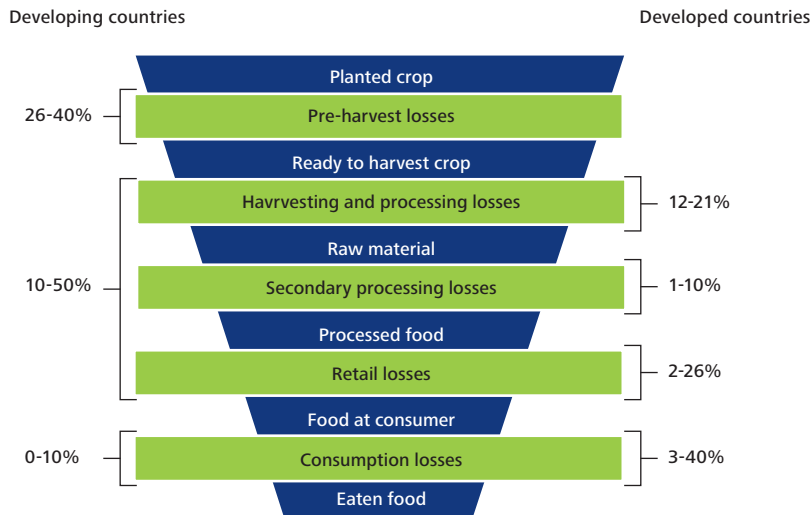 Developing countries
Developed countries
Planted crop
26-40%
Pre-harvest losses
Ready to harvest crop
Havrvesting and processing losses
12-21%
Raw material
10-50%
Secondary processing losses
1-10%
Processed food
Retail losses
2-26%
Food at consumer
0-10%
Consumption losses
3-40%
Eaten food